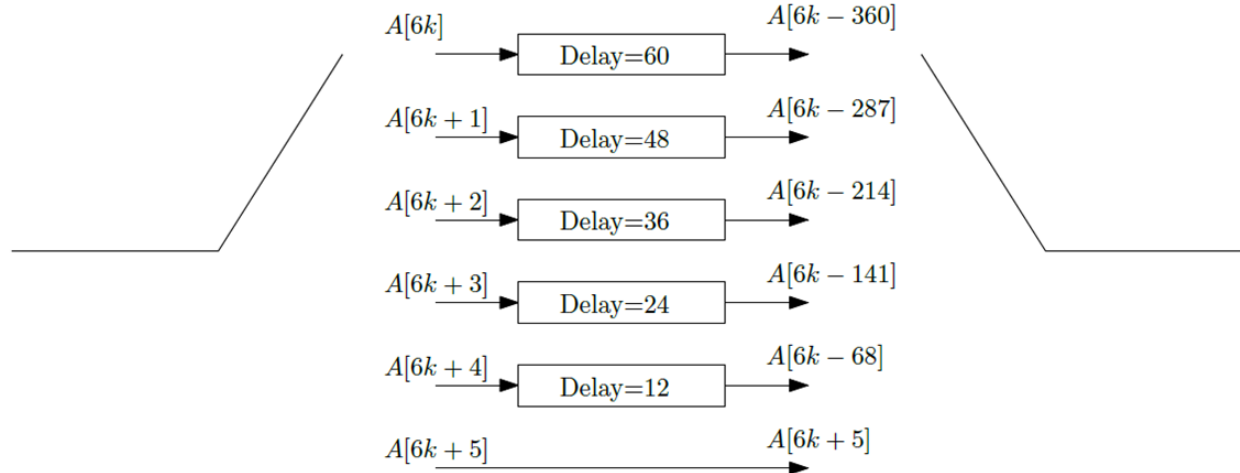 A[6k] Delay=60 A[6k − 360]
A[6k + 1] Delay=48 A[6k − 287]
A[6k + 2] Delay=36 A[6k − 214]
A[6k + 3] Delay=24 A[6k − 141]
A[6k + 4] Delay=12 A[6k − 68]
A[6k + 5] A[6k + 5]